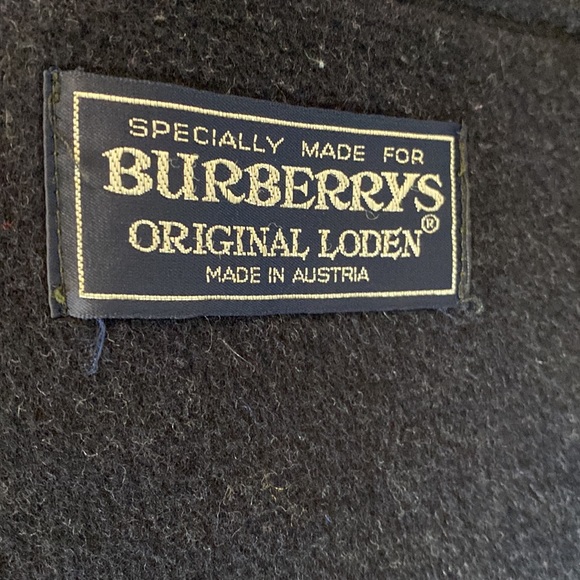 SPECIALLY MADE FOR
BURBERRYS
ORIGINAL LODEN®
MADE IN AUSTRIA